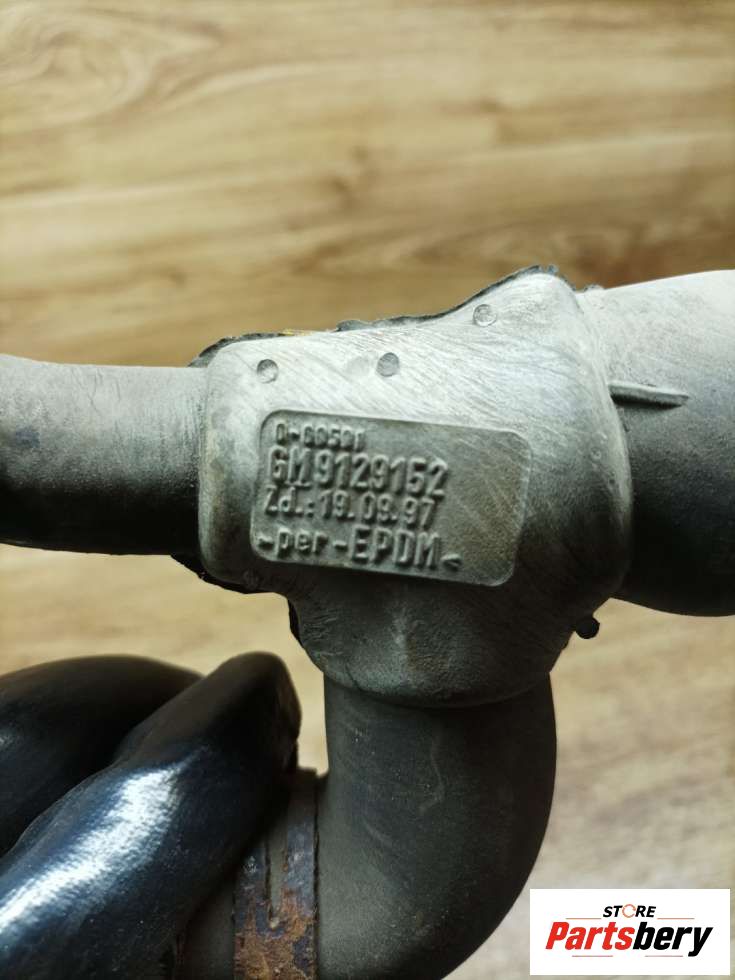 GM9129152
Zd.: 19.09.97
-per-EPDM<
STORE
Partsbery